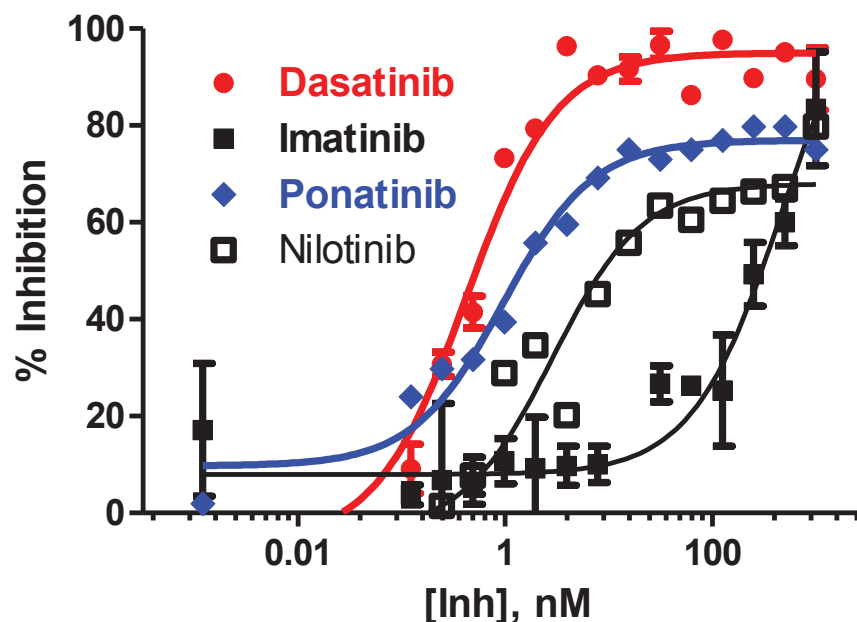 100
80
60
40
20
0
% Inhibition
Dasatinib
Imatinib
Ponatinib
Nilotinib
0.01
1
100
[Inh], nM